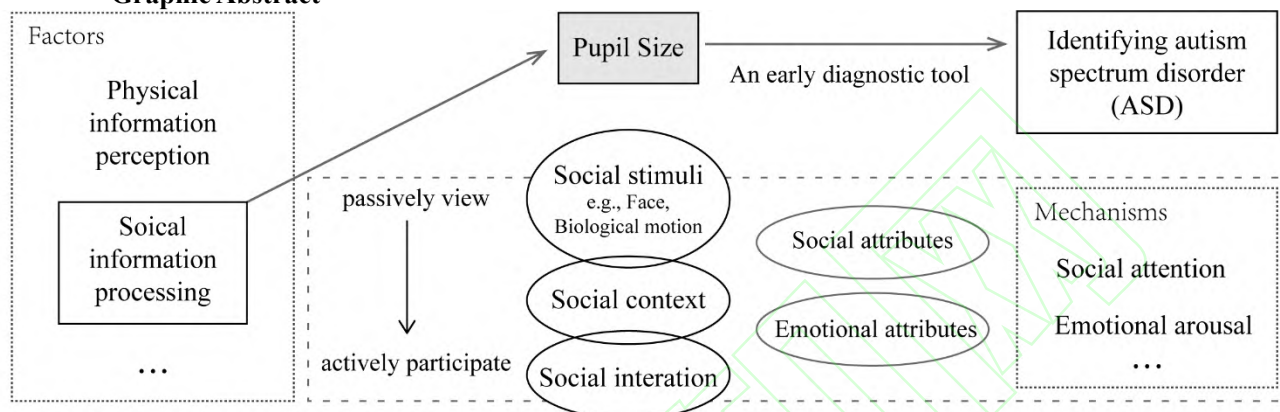 Graphic Abstract
Factors
Physical
information
perception
Soical
information
processing
...
Pupil Size
An early diagnostic tool
Identifying autism
spectrum disorder
(ASD)
passively view
actively participate
Social stimuli
e.g., Face,
Biological motion
Social context
Social interation
Social attributes
Emotional attributes
Mechanisms
Social attention
Emotional arousal
...